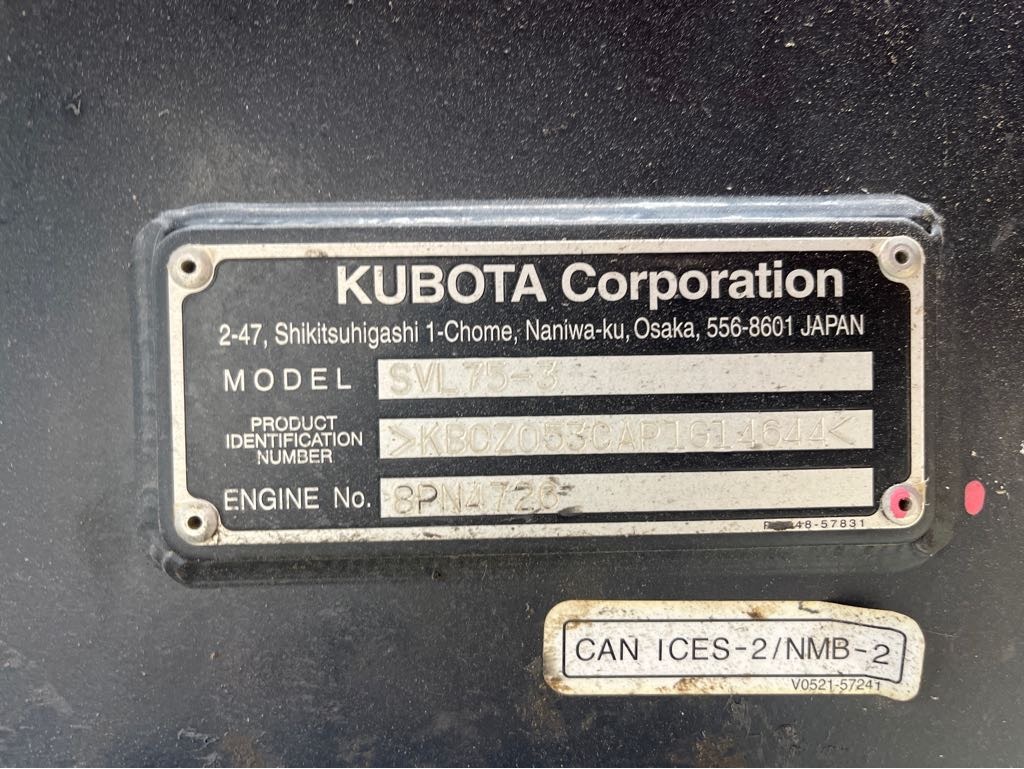 KUBOTA Corporation
2-47, Shikitsuhigashi 1-Chome, Naniwa-ku, Osaka, 556-8601 JAPAN
MODEL SVL75-3
PRODUCT
IDENTIFICATION
NUMBER
>KBCZ053CAP1G14644<
ENGINE No. 8PN4726
48-57831
CAN ICES-2/NMB-2
V0521-57241